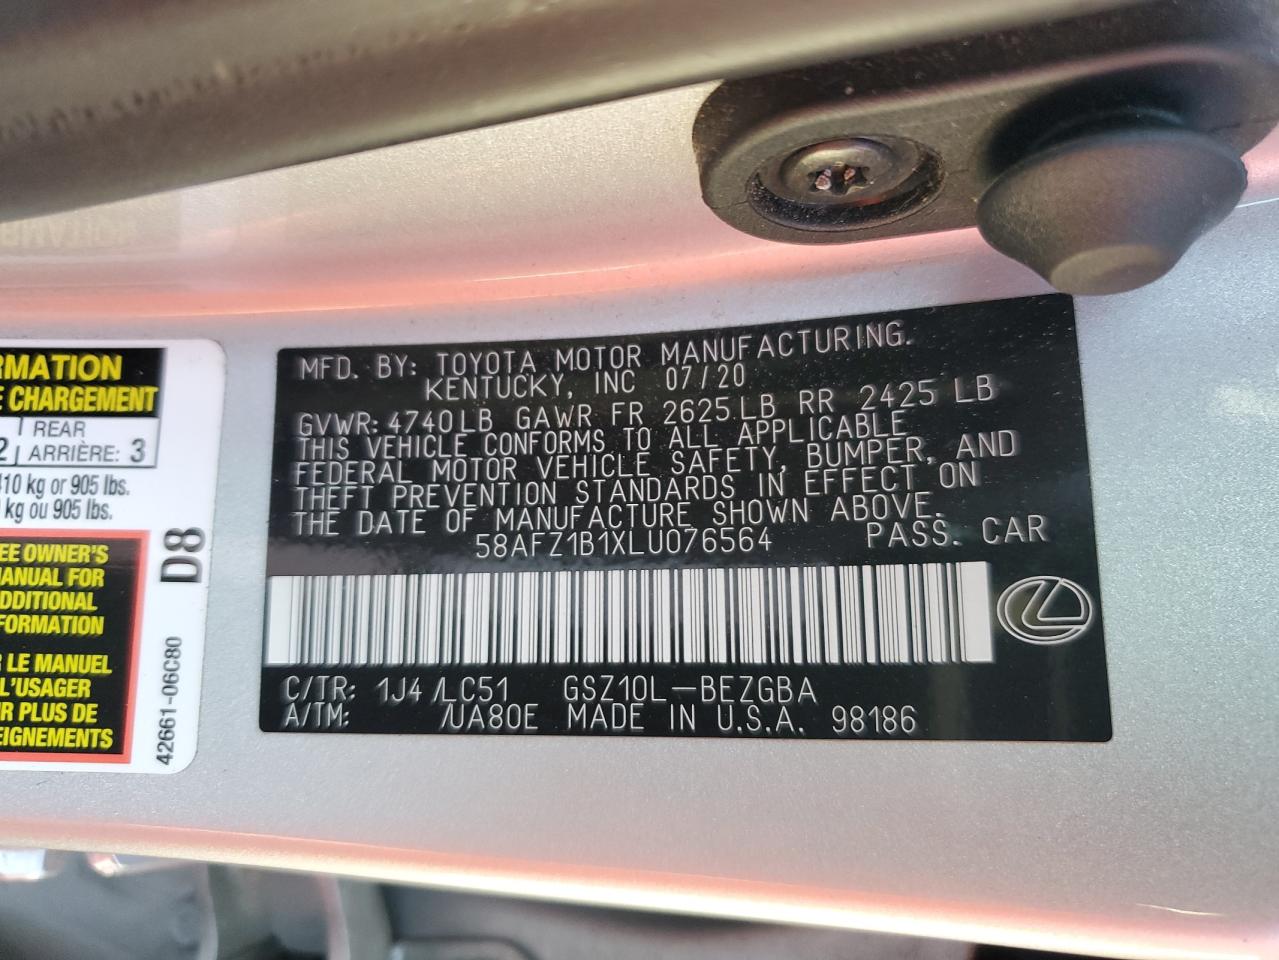 RMATION
E CHARGEMENT
2 REAR
ARRIÈRE: 3
410 kg or 905 lbs.
kg ou 905 lbs.
EE OWNER'S
MANUAL FOR
DDITIONAL
FORMATION
R LE MANUEL
L'USAGER
R PLUS DE
EIGNEMENTS
D8
42661-06C80
MFD. BY: TOYOTA MOTOR MANUFACTURING.
KENTUCKY, INC 07/20
GVWR: 4740LB GAWR FR 2625LB RR 2425 LB
THIS VEHICLE CONFORMS TO ALL APPLICABLE
FEDERAL MOTOR VEHICLE SAFETY, BUMPER, AND
THEFT PREVENTION STANDARDS IN EFFECT ON
THE DATE OF MANUFACTURE SHOWN ABOVE.
58AFZ1B1XLU076564 PASS. CAR
C/TR: 1J4 /LC51 GSZ10L-BEZGBA
A/TM: /UA80E MADE IN U.S.A. 98186